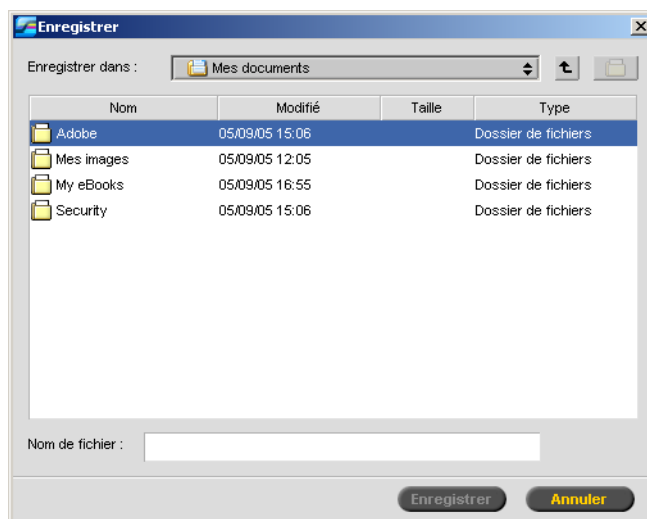 Enregistrer
Enregistrer dans : Mes documents
Nom Modifié Taille Type
Adobe 05/09/05 15:06 Dossier de fichiers
Mes images 05/09/05 12:05 Dossier de fichiers
My eBooks 05/09/05 16:55 Dossier de fichiers
Security 05/09/05 15:06 Dossier de fichiers
Nom de fichier :
Enregistrer Annuler